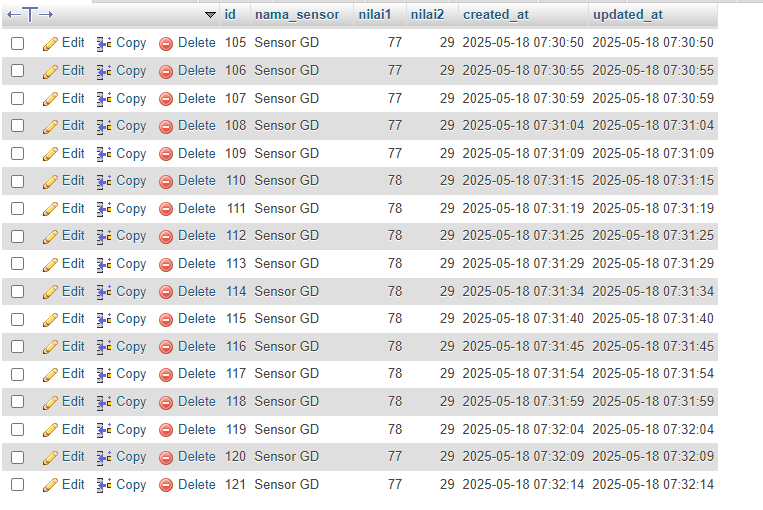 id nama_sensor nilai1 nilai2 created_at updated_at
Edit Copy Delete 105 Sensor GD 77 29 2025-05-18 07:30:50 2025-05-18 07:30:50
Edit Copy Delete 106 Sensor GD 77 29 2025-05-18 07:30:55 2025-05-18 07:30:55
Edit Copy Delete 107 Sensor GD 77 29 2025-05-18 07:30:59 2025-05-18 07:30:59
Edit Copy Delete 108 Sensor GD 77 29 2025-05-18 07:31:04 2025-05-18 07:31:04
Edit Copy Delete 109 Sensor GD 77 29 2025-05-18 07:31:09 2025-05-18 07:31:09
Edit Copy Delete 110 Sensor GD 78 29 2025-05-18 07:31:15 2025-05-18 07:31:15
Edit Copy Delete 111 Sensor GD 78 29 2025-05-18 07:31:19 2025-05-18 07:31:19
Edit Copy Delete 112 Sensor GD 78 29 2025-05-18 07:31:25 2025-05-18 07:31:25
Edit Copy Delete 113 Sensor GD 78 29 2025-05-18 07:31:29 2025-05-18 07:31:29
Edit Copy Delete 114 Sensor GD 78 29 2025-05-18 07:31:34 2025-05-18 07:31:34
Edit Copy Delete 115 Sensor GD 78 29 2025-05-18 07:31:40 2025-05-18 07:31:40
Edit Copy Delete 116 Sensor GD 78 29 2025-05-18 07:31:45 2025-05-18 07:31:45
Edit Copy Delete 117 Sensor GD 78 29 2025-05-18 07:31:54 2025-05-18 07:31:54
Edit Copy Delete 118 Sensor GD 78 29 2025-05-18 07:31:59 2025-05-18 07:31:59
Edit Copy Delete 119 Sensor GD 78 29 2025-05-18 07:32:04 2025-05-18 07:32:04
Edit Copy Delete 120 Sensor GD 77 29 2025-05-18 07:32:09 2025-05-18 07:32:09
Edit Copy Delete 121 Sensor GD 77 29 2025-05-18 07:32:14 2025-05-18 07:32:14